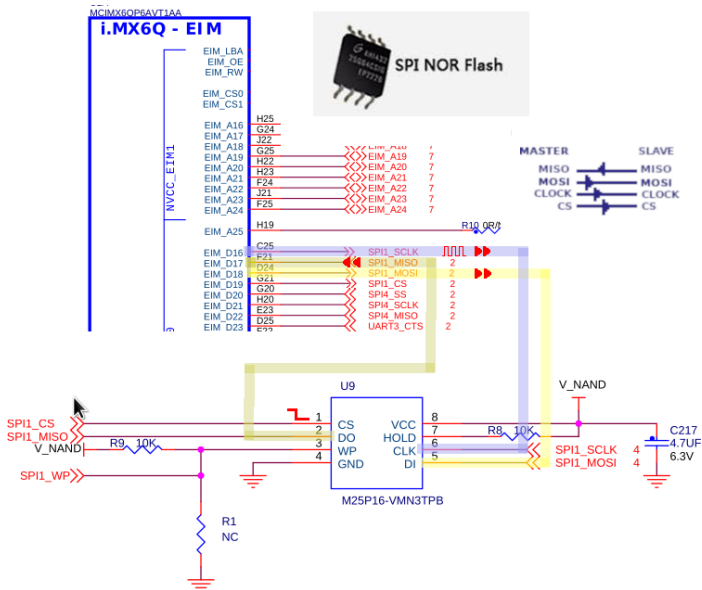 MCIMX6QP6AVT1AA
i.MX6Q - EIM
EIM_LBA
EIM_OE
EIM_RW
EIM_CS0
EIM_CS1
EIM_A16 H25
EIM_A17 G24
EIM_A18 J22
EIM_A19 G25 EIM_A19 7
EIM_A20 H22 EIM_A20 7
EIM_A21 H23 EIM_A21 7
EIM_A22 F24 EIM_A22 7
EIM_A23 J21 EIM_A23 7
EIM_A24 F25 EIM_A24 7
NVCC_EIM1
EIM_A25 H19 R10 0R/
EIM_D16 C25 SPI1_SCLK
EIM_D17 F21 SPI1_MISO 2
EIM_D18 D24 SPI1_MOSI 2
EIM_D19 G21 SPI1_CS 2
EIM_D20 G20 SPI4_SS 2
EIM_D21 H20 SPI4_SCLK 2
EIM_D22 E23 SPI4_MISO 2
EIM_D23 D25 UART3_CTS 2
SPI NOR Flash
MASTER SLAVE
MISO MISO
MOSI MOSI
CLOCK CLOCK
CS CS
U9
V_NAND
SPI1_CS 1 CS VCC 8
SPI1_MISO 2 DO HOLD 7 R8 10K
V_NAND R9 10K 3 WP CLK 6 SPI1_SCLK 4
4 GND DI 5 SPI1_MOSI 4
SPI1_WP
C217
4.7UF
6.3V
M25P16-VMN3TPB
R1
NC